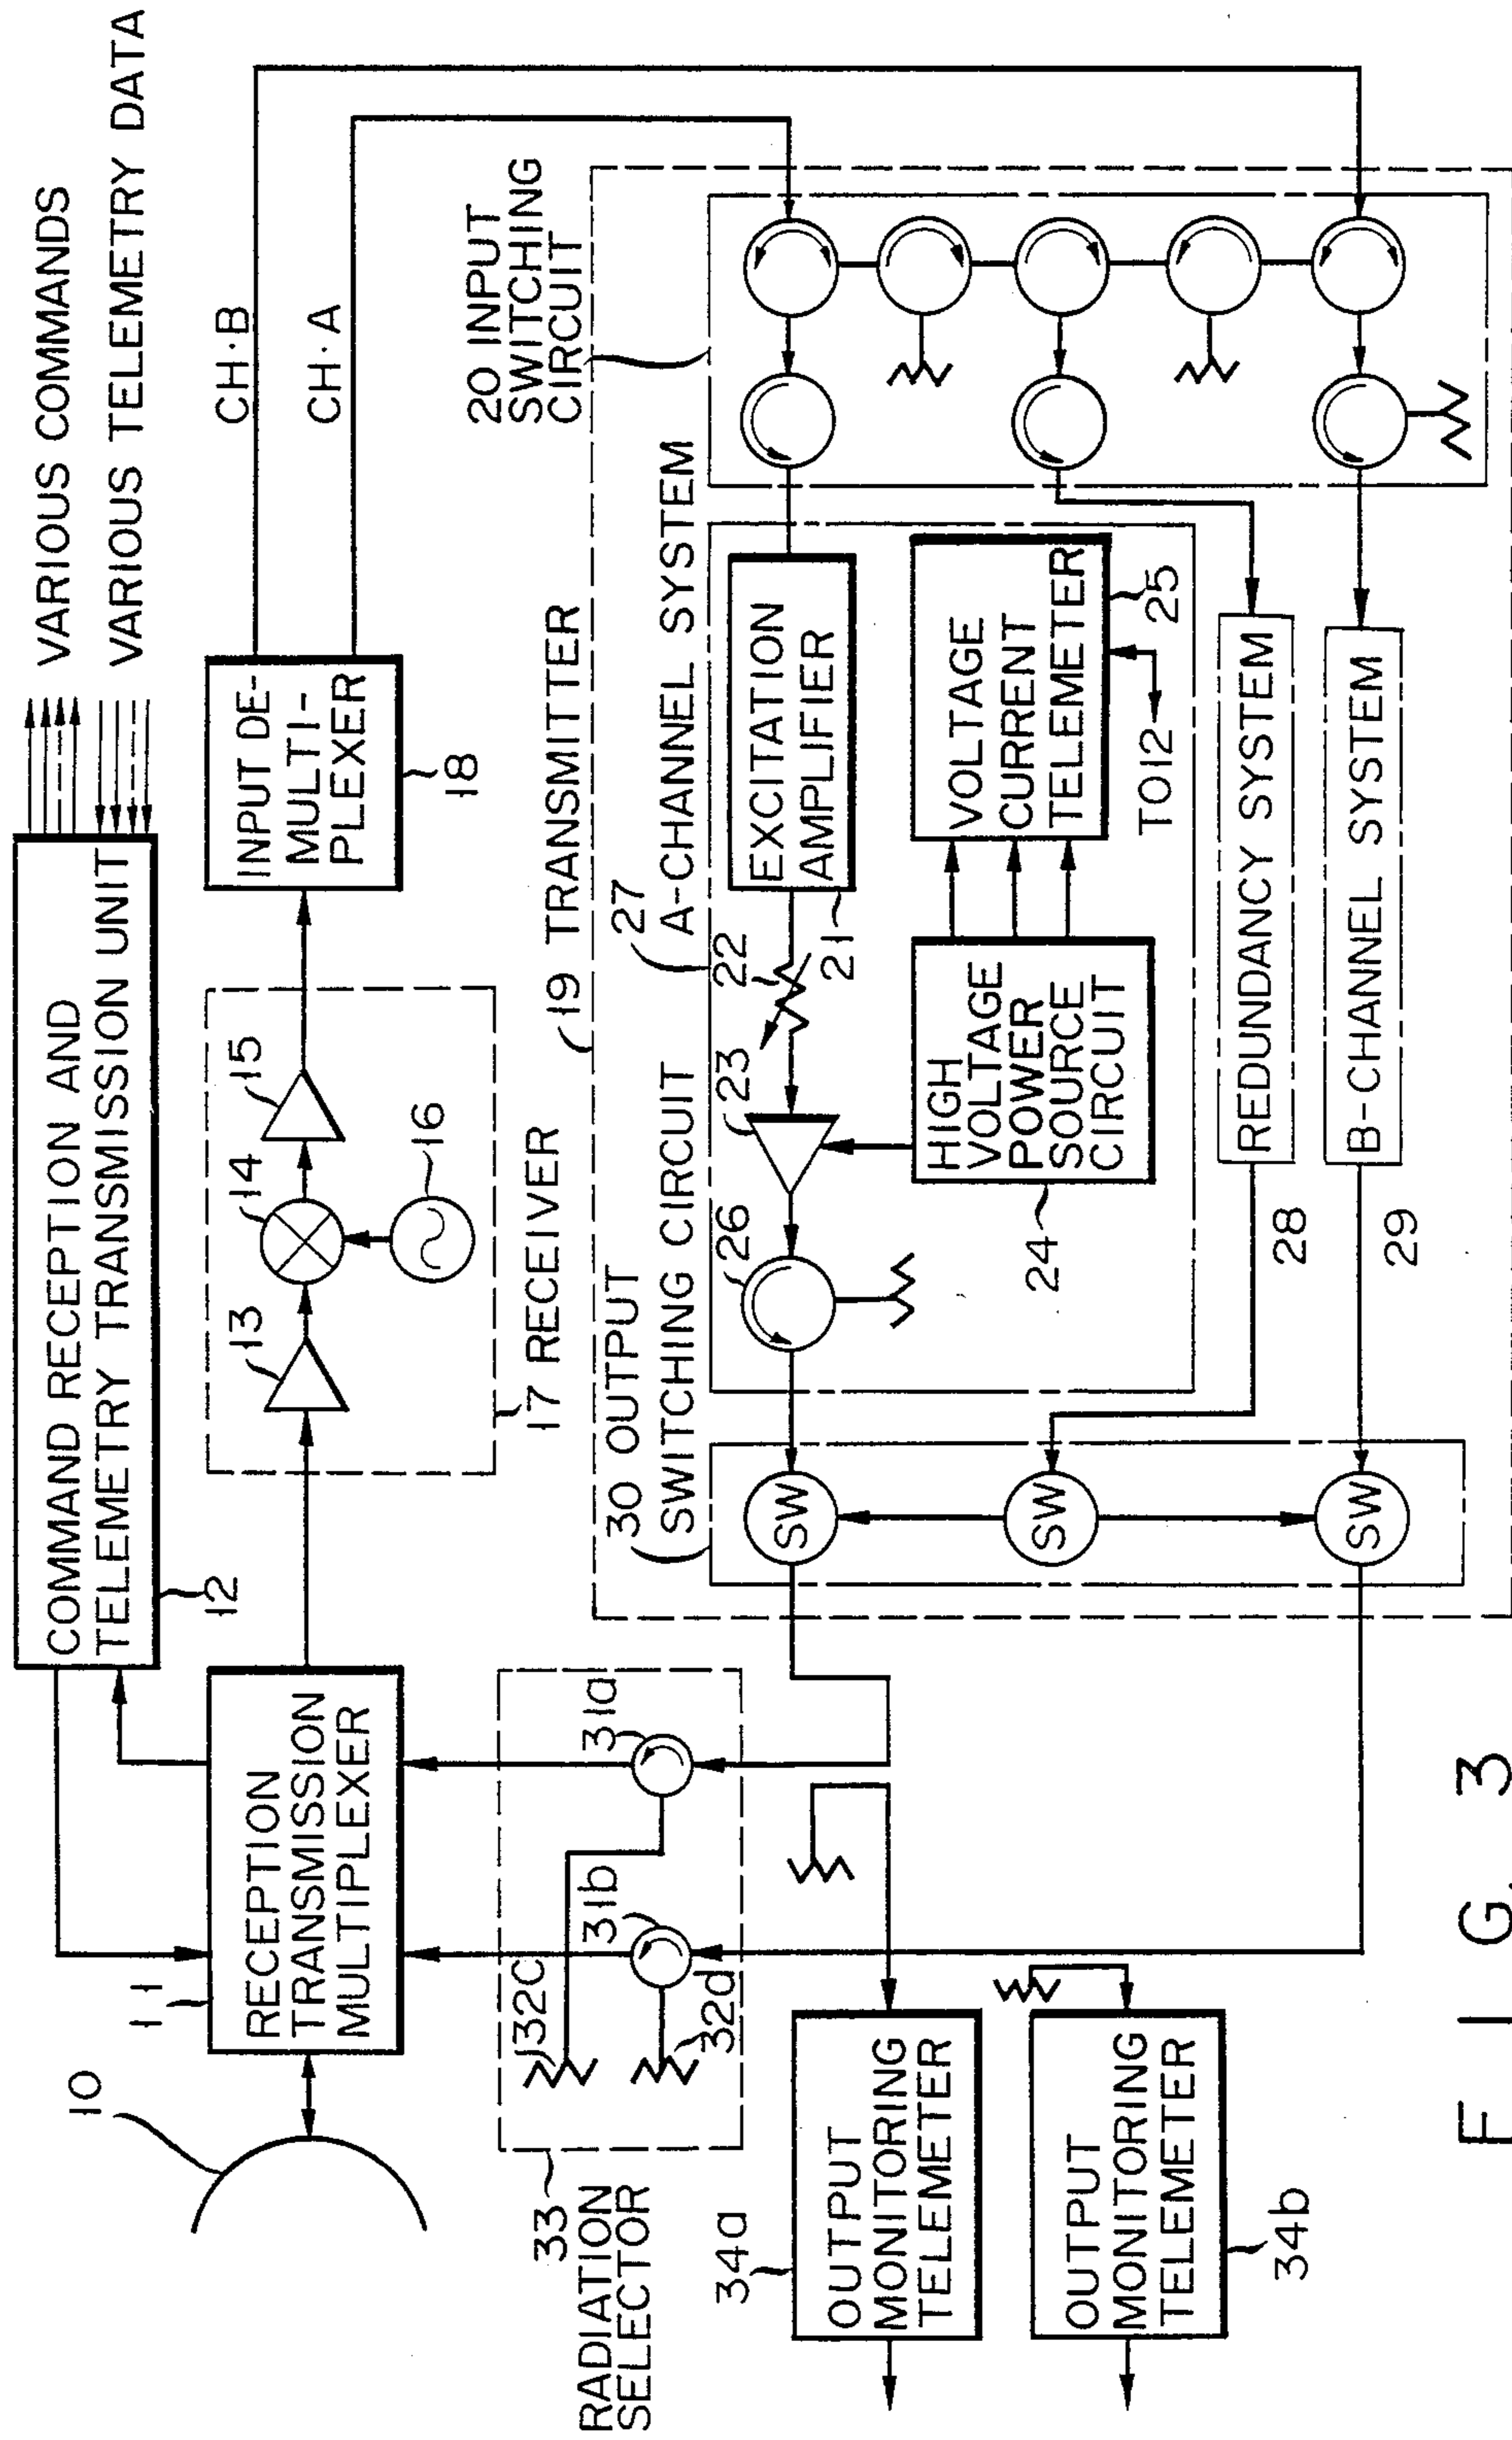 VARIOUS COMMANDS
VARIOUS TELEMETRY DATA
COMMAND RECEPTION AND
TELEMETRY TRANSMISSION UNIT
12
10
11
RECEPTION
TRANSMISSION
MULTIPLEXER
13
14
15
16
17 RECEIVER
INPUT DE-
MULTI-
PLEXER
18
CH·B
CH·A
33
RADIATION
SELECTOR
32C
31b
31a
32d
19 TRANSMITTER
20 INPUT
SWITCHING
CIRCUIT
30 OUTPUT
SWITCHING CIRCUIT
27
A-CHANNEL SYSTEM
SW
SW
SW
26
23
22
21
EXCITATION
AMPLIFIER
24
HIGH
VOLTAGE
POWER
SOURCE
CIRCUIT
VOLTAGE
CURRENT
TELEMETER
25
TO12
28
REDUNDANCY SYSTEM
29
B-CHANNEL SYSTEM
34a
OUTPUT
MONITORING
TELEMETER
OUTPUT
MONITORING
TELEMETER
34b
FIG. 3